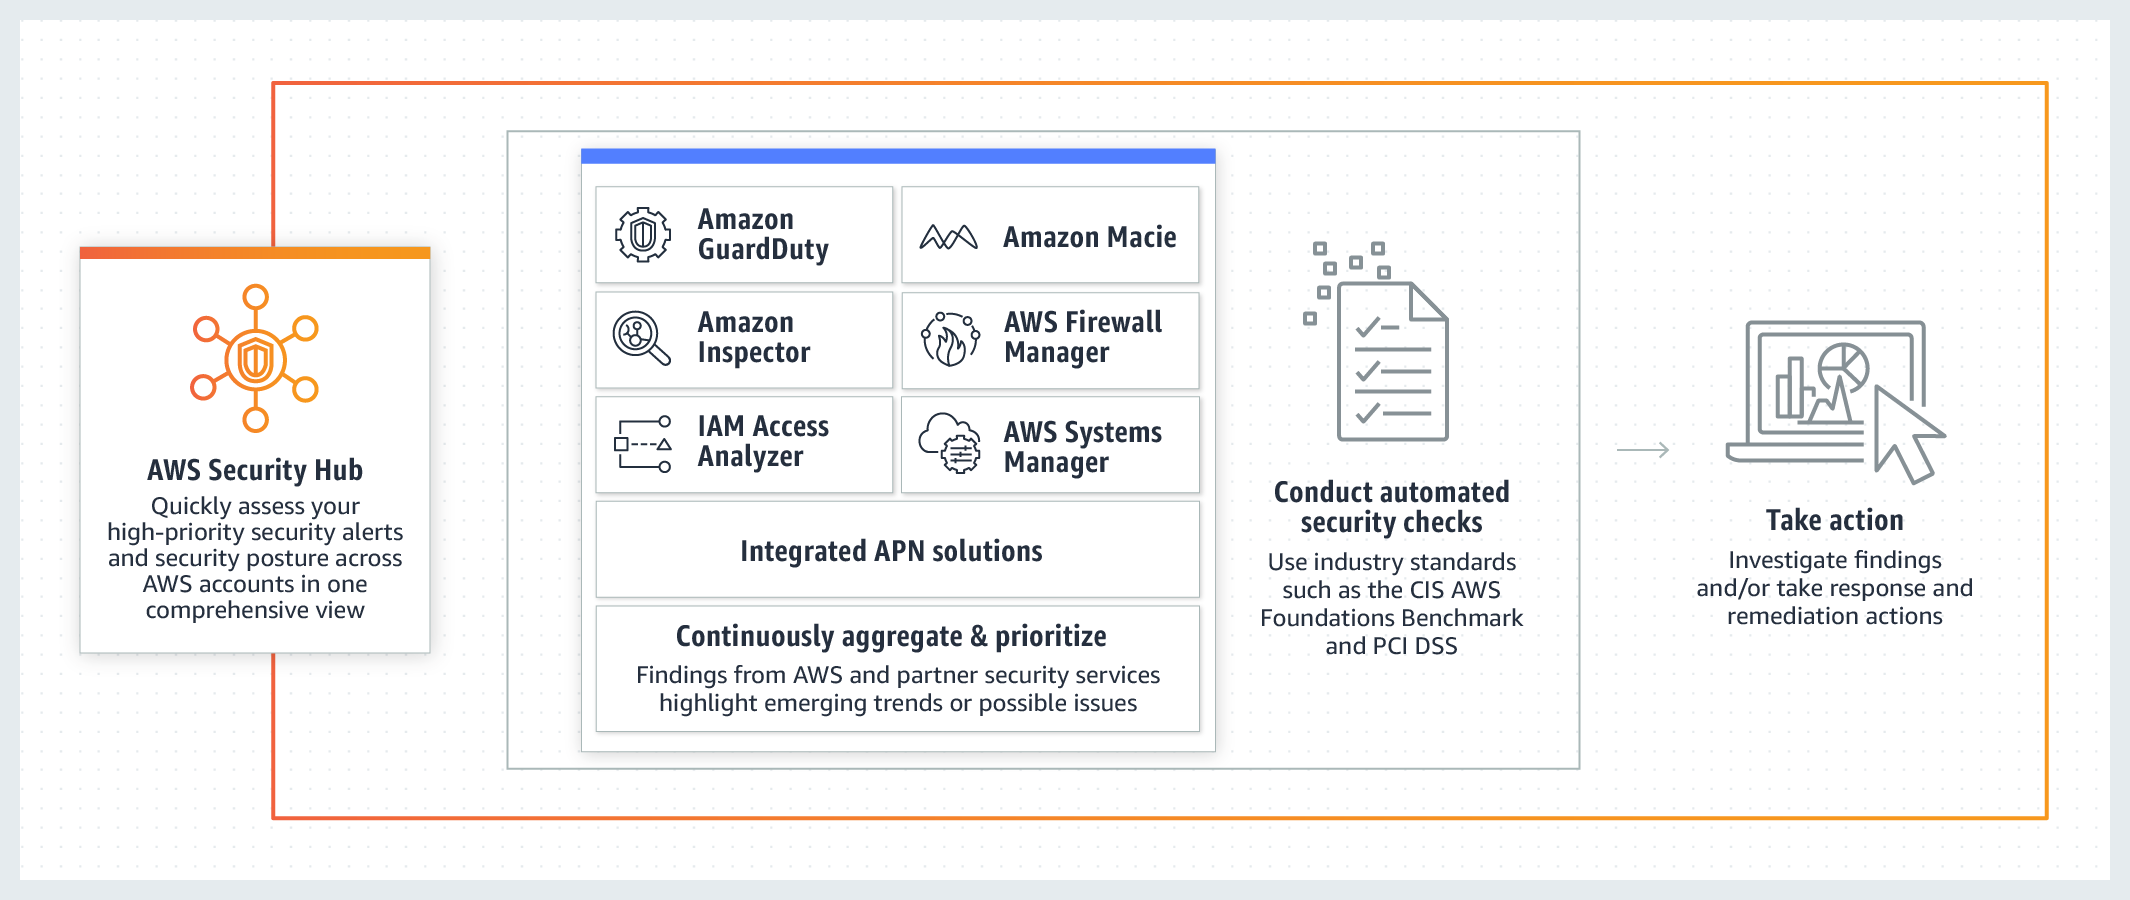 AWS Security Hub
Quickly assess your
high-priority security alerts
and security posture across
AWS accounts in one
comprehensive view
Amazon
GuardDuty
Amazon Macie
Amazon
Inspector
AWS Firewall
Manager
IAM Access
Analyzer
AWS Systems
Manager
Integrated APN solutions
Continuously aggregate & prioritize
Findings from AWS and partner security services
highlight emerging trends or possible issues
Conduct automated
security checks
Use industry standards
such as the CIS AWS
Foundations Benchmark
and PCI DSS
Take action
Investigate findings
and/or take response and
remediation actions